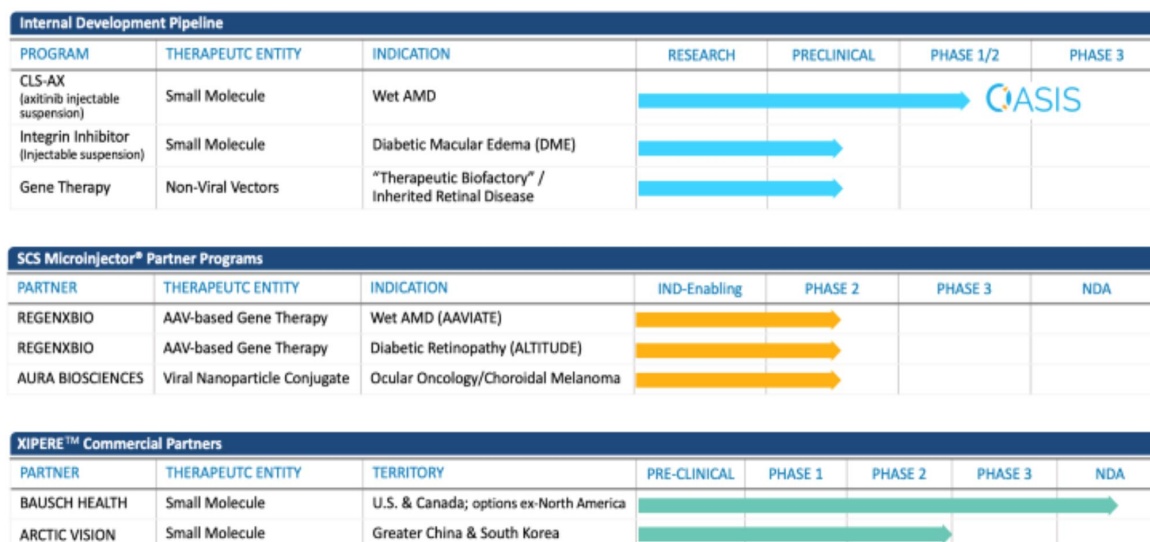 Internal Development Pipeline
PROGRAM THERAPEUTC ENTITY INDICATION RESEARCH PRECLINICAL PHASE 1/2 PHASE 3
CLS-AX
(axitinib injectable
suspension)
Small Molecule Wet AMD OASIS
Integrin Inhibitor
(Injectable suspension)
Small Molecule Diabetic Macular Edema (DME)
Gene Therapy Non-Viral Vectors
"Therapeutic Biofactory" /
Inherited Retinal Disease
SCS Microinjector® Partner Programs
PARTNER THERAPEUTC ENTITY INDICATION IND-Enabling PHASE 2 PHASE 3 NDA
REGENXBIO AAV-based Gene Therapy Wet AMD (AAVIATE)
REGENXBIO AAV-based Gene Therapy Diabetic Retinopathy (ALTITUDE)
AURA BIOSCIENCES Viral Nanoparticle Conjugate Ocular Oncology/Choroidal Melanoma
XIPERE™ Commercial Partners
PARTNER THERAPEUTC ENTITY TERRITORY PRE-CLINICAL PHASE 1 PHASE 2 PHASE 3 NDA
BAUSCH HEALTH Small Molecule U.S. & Canada; options ex-North America
ARCTIC VISION Small Molecule Greater China & South Korea